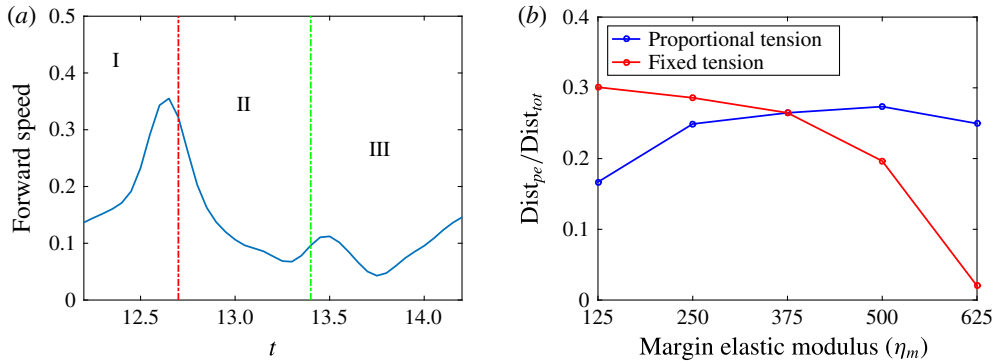 (a)
0.5
0.4
0.3
0.2
0.1
0
Forward speed
I
II
III
12.5 13.0 13.5 14.0
t
(b)
0.4
0.3
0.2
0.1
0
Dist_pe/Dist_tot
Proportional tension
Fixed tension
125 250 375 500 625
Margin elastic modulus (η_m)